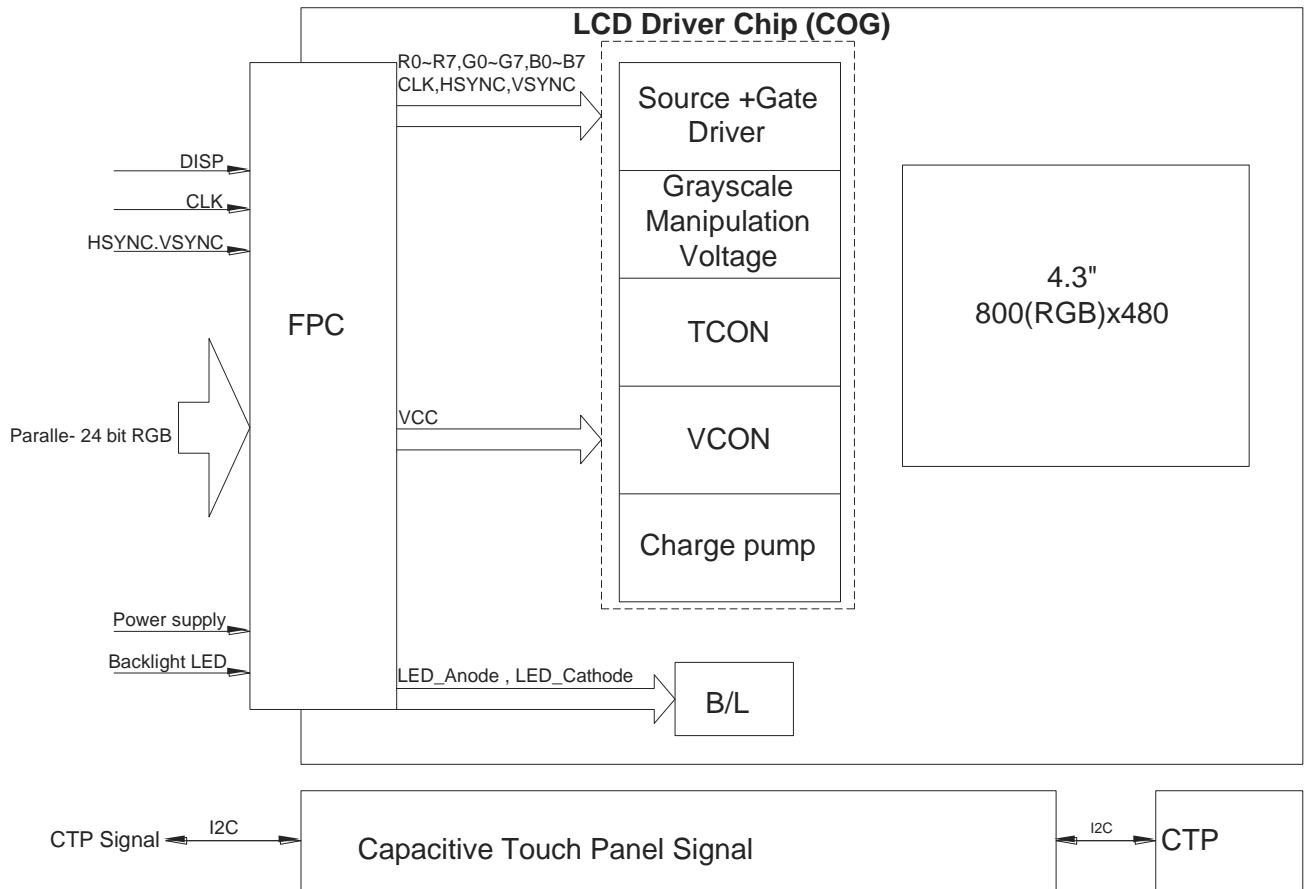 LCD Driver Chip (COG)
R0~R7,G0~G7,B0~B7
CLK,HSYNC,VSYNC
Source +Gate
Driver
Grayscale
Manipulation
Voltage
TCON
VCON
Charge pump
4.3"
800(RGB)x480
DISP
CLK
HSYNC.VSYNC
FPC
Paralle- 24 bit RGB
VCC
Power supply
Backlight LED
LED_Anode , LED_Cathode
B/L
CTP Signal
I2C
Capacitive Touch Panel Signal
I2C
CTP